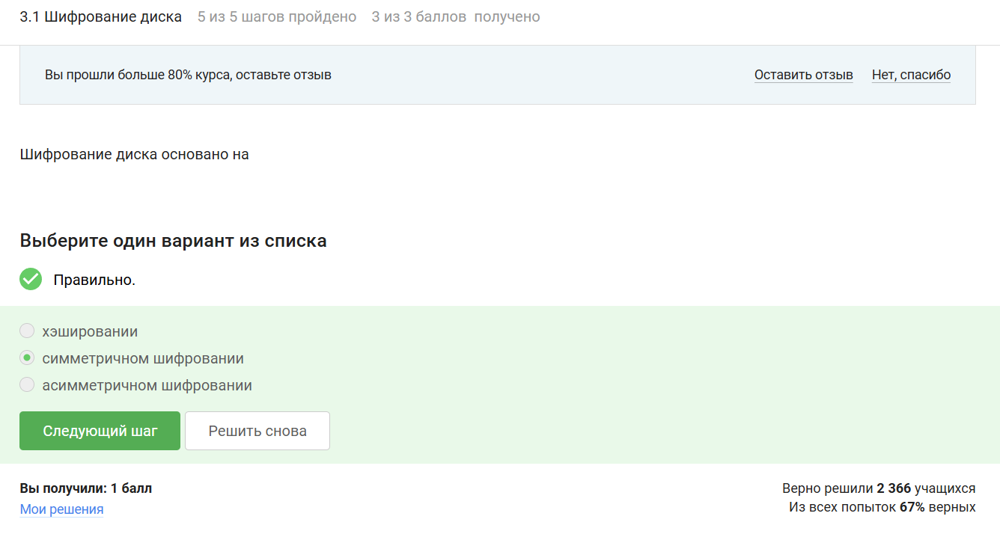 3.1 Шифрование диска 5 из 5 шагов пройдено 3 из 3 баллов получено
Вы прошли больше 80% курса, оставьте отзыв Оставить отзыв Нет, спасибо
Шифрование диска основано на
Выберите один вариант из списка
Правильно.
хэшировании
симметричном шифровании
асимметричном шифровании
Следующий шаг Решить снова
Вы получили: 1 балл Верно решили 2 366 учащихся
Мои решения Из всех попыток 67% верных